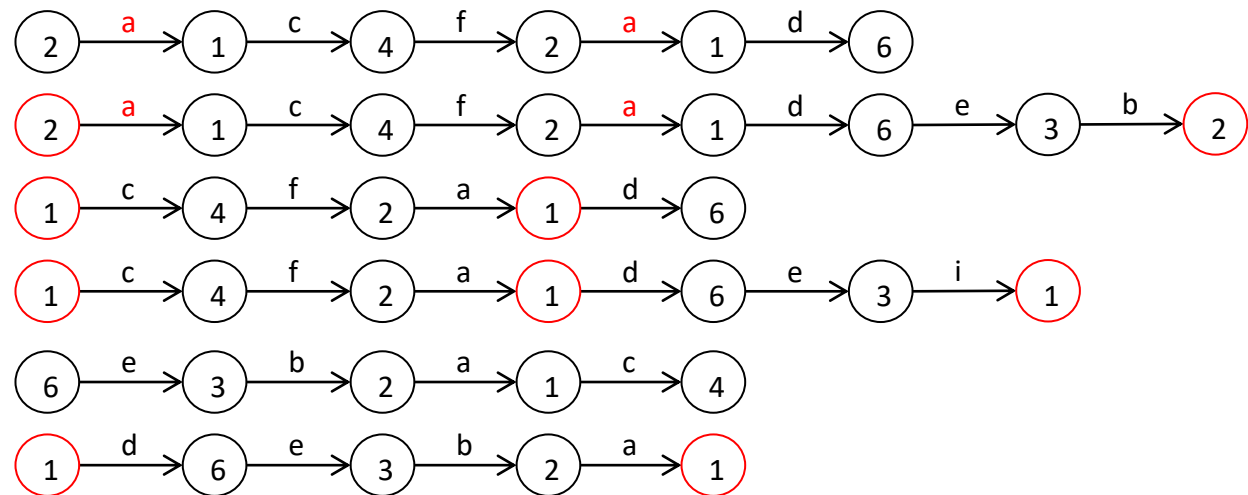 a c f a d
2 1 4 2 1 6
a c f a d e b
2 1 4 2 1 6 3 2
c f a d
1 4 2 1 6
c f a d e i
1 4 2 1 6 3 1
e b a c
6 3 2 1 4
d e b a
1 6 3 2 1